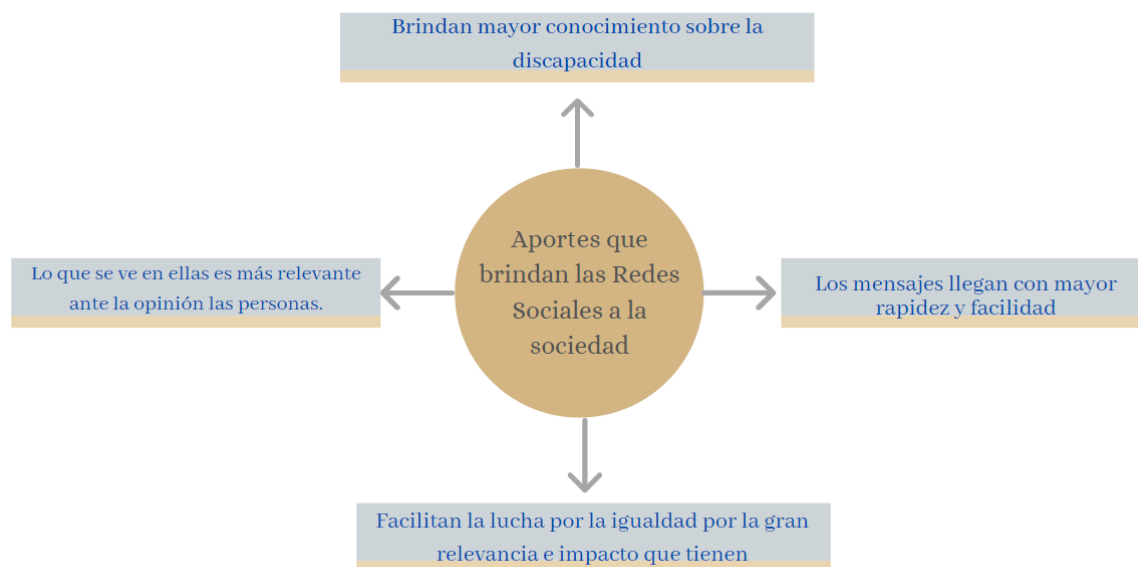 Brindan mayor conocimiento sobre la
discapacidad
Aportes que
brindan las Redes
Sociales a la
sociedad
Lo que se ve en ellas es más relevante
ante la opinión las personas.
Los mensajes llegan con mayor
rapidez y facilidad
Facilitan la lucha por la igualdad por la gran
relevancia e impacto que tienen